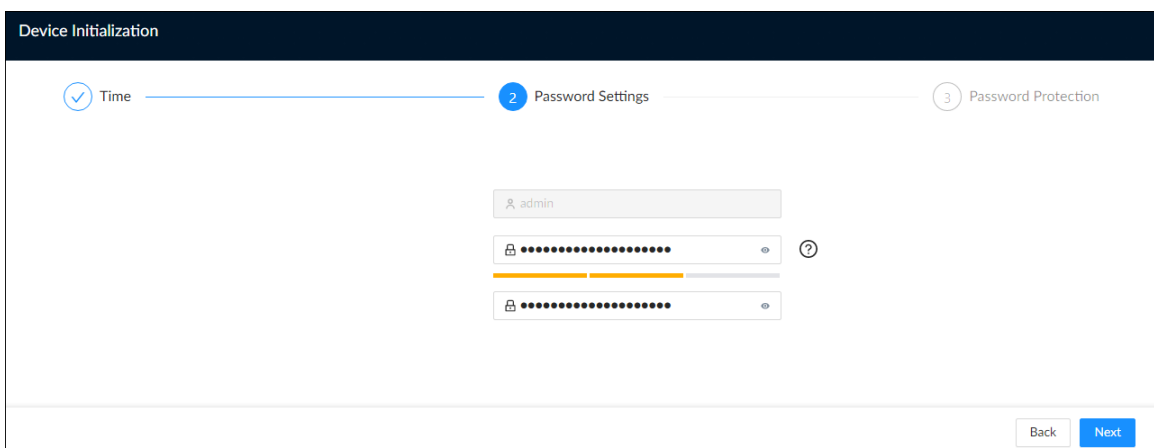 Device Initialization
Time
2 Password Settings
3 Password Protection
admin
••••••••••••••••••••
?
••••••••••••••••••••
Back Next